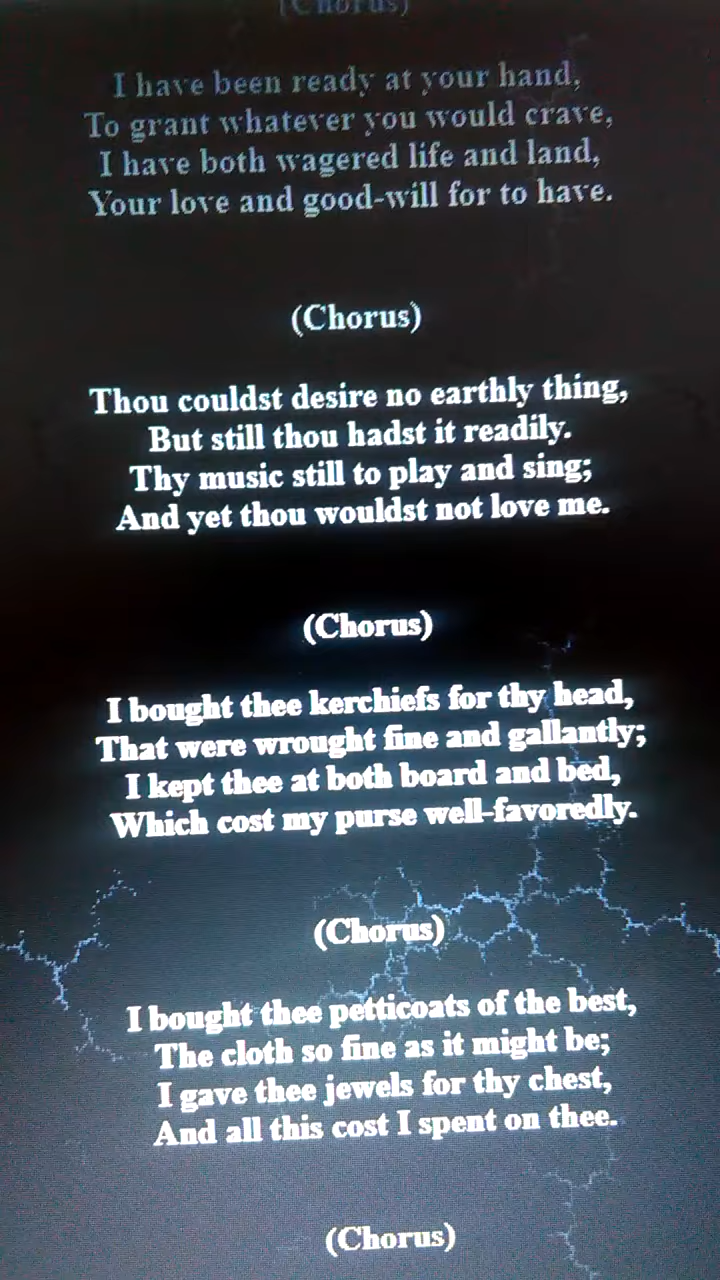 (Chorus)
I have been ready at your hand,
To grant whatever you would crave,
I have both wagered life and land,
Your love and good-will for to have.
(Chorus)
Thou couldst desire no earthly thing,
But still thou hadst it readily.
Thy music still to play and sing;
And yet thou wouldst not love me.
(Chorus)
I bought thee kerchiefs for thy head,
That were wrought fine and gallantly;
I kept thee at both board and bed,
Which cost my purse well-favoredly.
(Chorus)
I bought thee petticoats of the best,
The cloth so fine as it might be;
I gave thee jewels for thy chest,
And all this cost I spent on thee.
(Chorus)